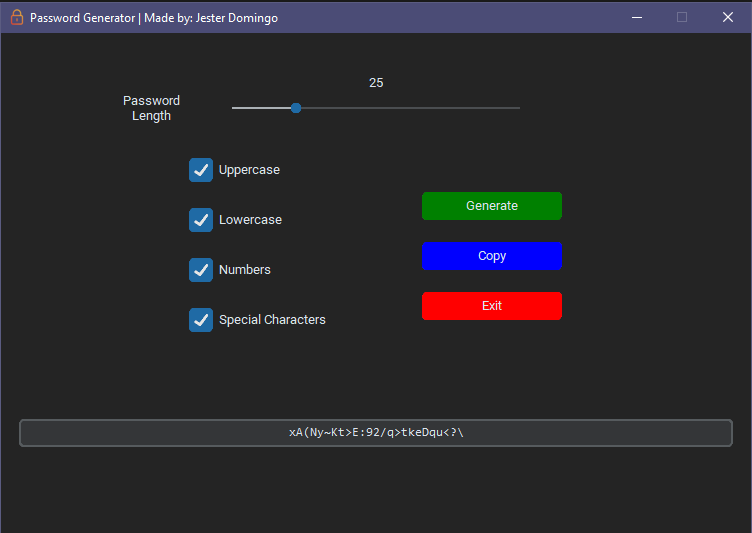 Password Generator | Made by: Jester Domingo
25
Password
Length
Uppercase
Lowercase
Numbers
Special Characters
Generate
Copy
Exit
xA(Ny~Kt>E:92/q>tkeDqu<?\